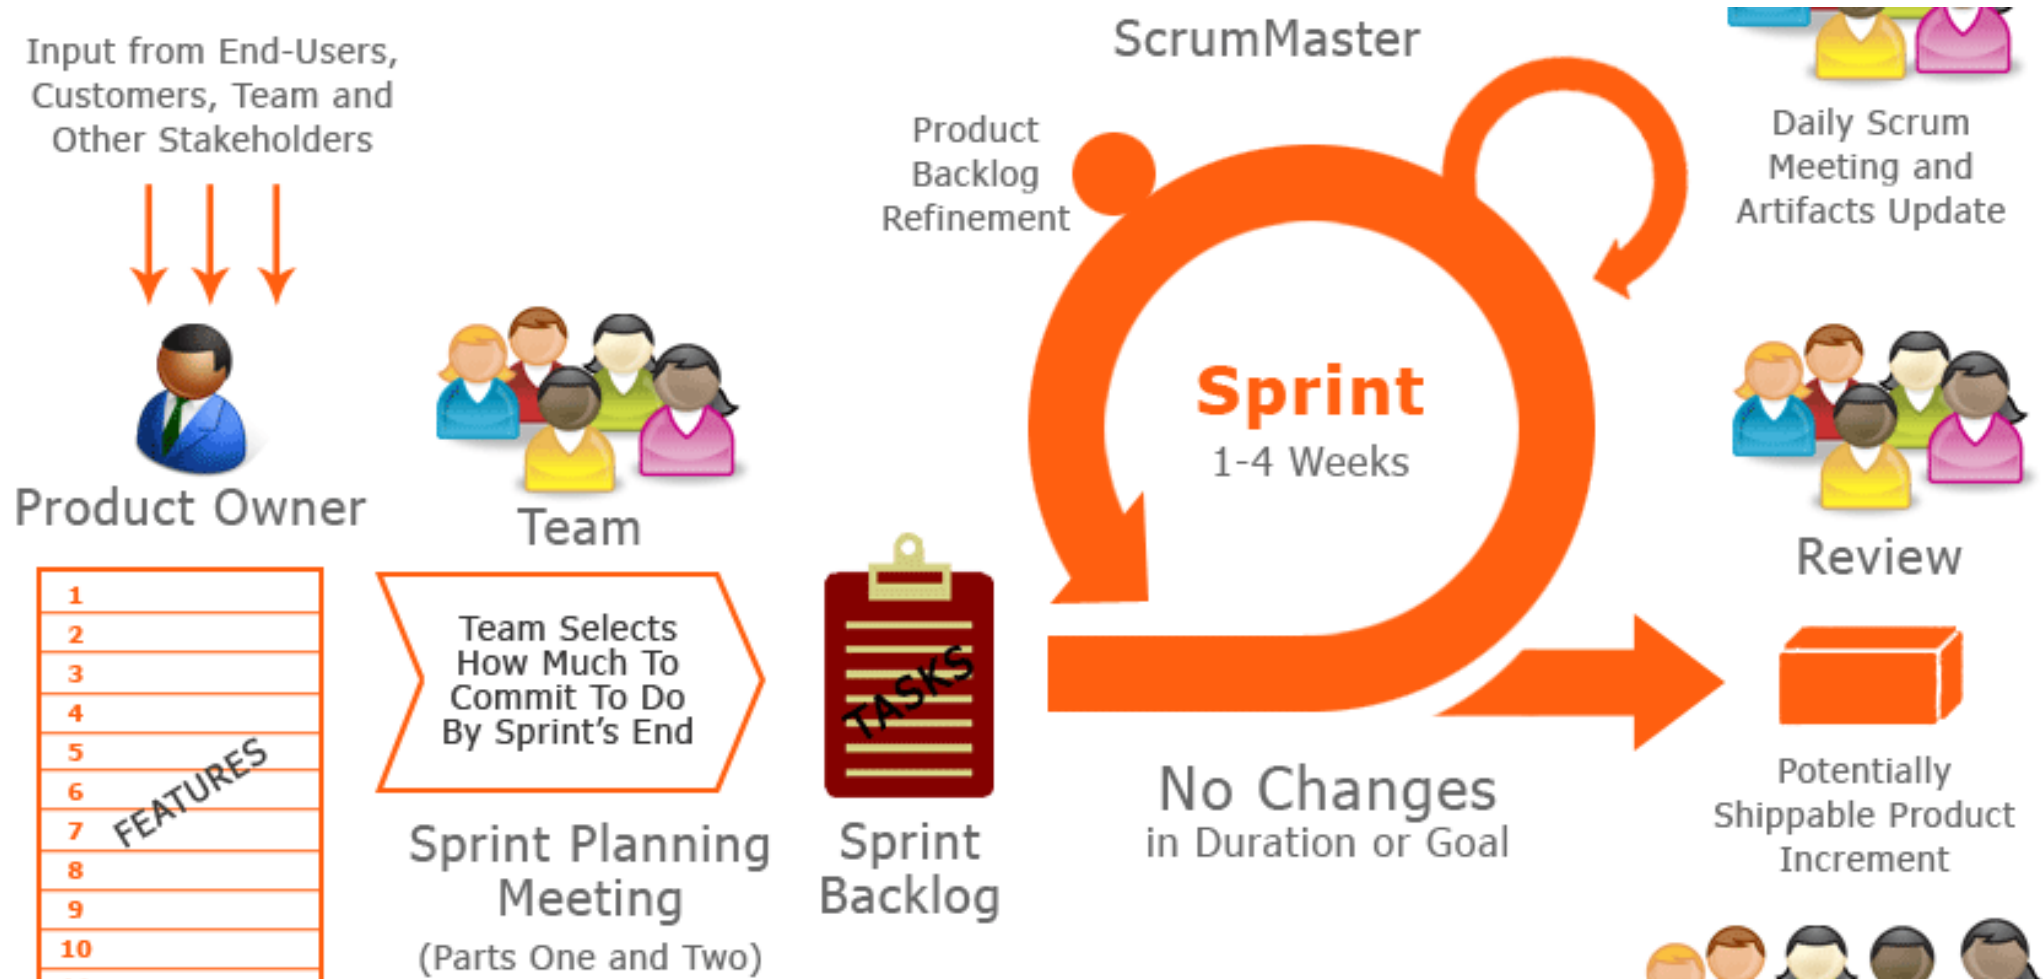 Input from End-Users,
Customers, Team and
Other Stakeholders
Product Owner
1
2
3
4
5
6
7
8
9
10
FEATURES
Team
Team Selects
How Much To
Commit To Do
By Sprint's End
Sprint Planning
Meeting
(Parts One and Two)
TASKS
Sprint
Backlog
ScrumMaster
Product
Backlog
Refinement
Sprint
1-4 Weeks
No Changes
in Duration or Goal
Daily Scrum
Meeting and
Artifacts Update
Review
Potentially
Shippable Product
Increment